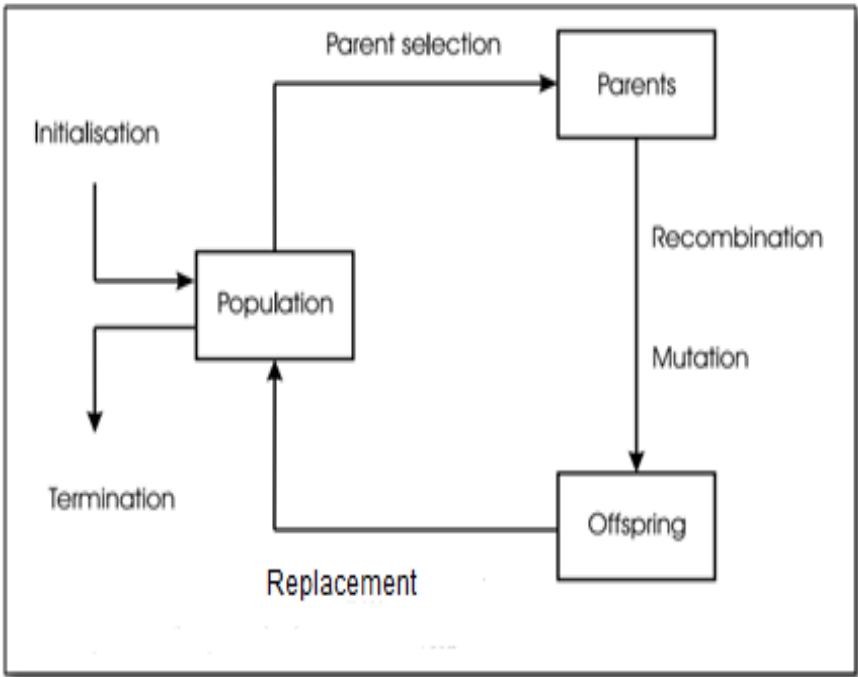 Parent selection
Parents
Initialisation
Recombination
Population
Mutation
Termination
Offspring
Replacement